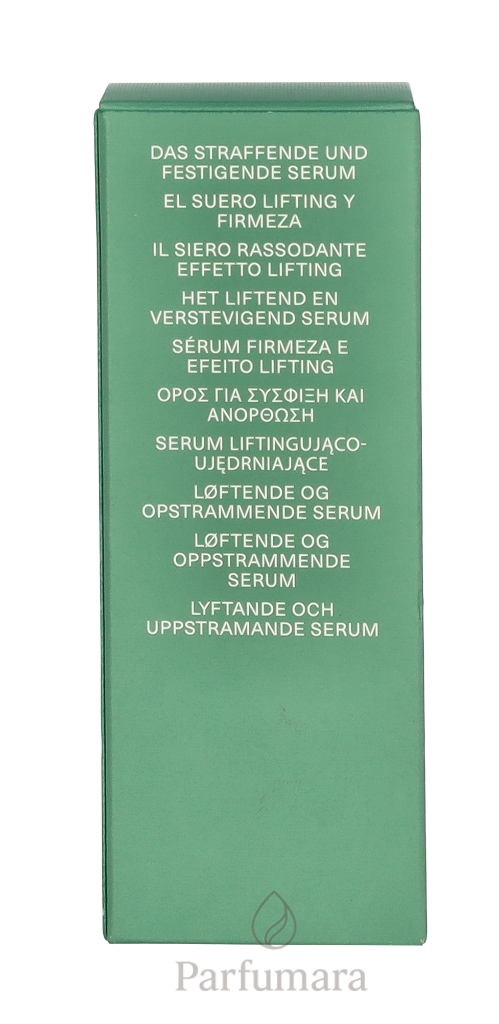 DAS STRAFFENDE UND
FESTIGENDE SERUM
EL SUERO LIFTING Y
FIRMEZA
IL SIERO RASSODANTE
EFFETTO LIFTING
HET LIFTEND EN
VERSTEVIGEND SERUM
SÉRUM FIRMEZA E
EFEITO LIFTING
ΟΡΟΣ ΓΙΑ ΣΥΣΦΙΞΗ ΚΑΙ
ΑΝΟΡΘΩΣΗ
SERUM LIFTINGUJĄCO-
UJĘDRNIAJĄCE
LØFTENDE OG
OPSTRAMMENDE SERUM
LØFTENDE OG
OPPSTRAMMENDE
SERUM
LYFTANDE OCH
UPPSTRAMANDE SERUM
Parfumara